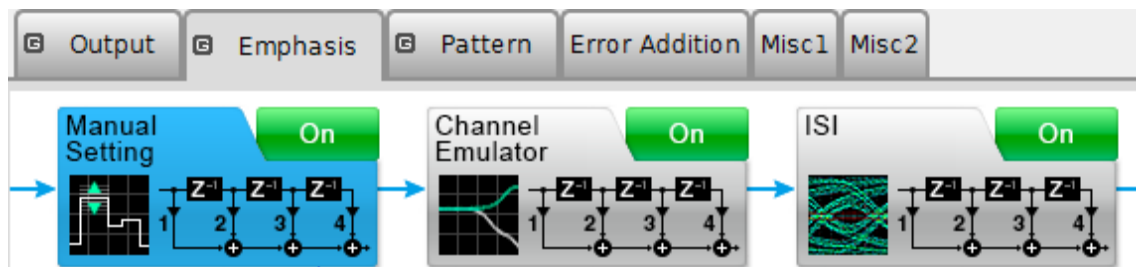 G Output G Emphasis G Pattern Error Addition Misc1 Misc2
Manual
Setting
On
Z⁻¹ Z⁻¹ Z⁻¹
1 2 3 4
Channel
Emulator
On
Z⁻¹ Z⁻¹ Z⁻¹
1 2 3 4
ISI
On
Z⁻¹ Z⁻¹ Z⁻¹
1 2 3 4